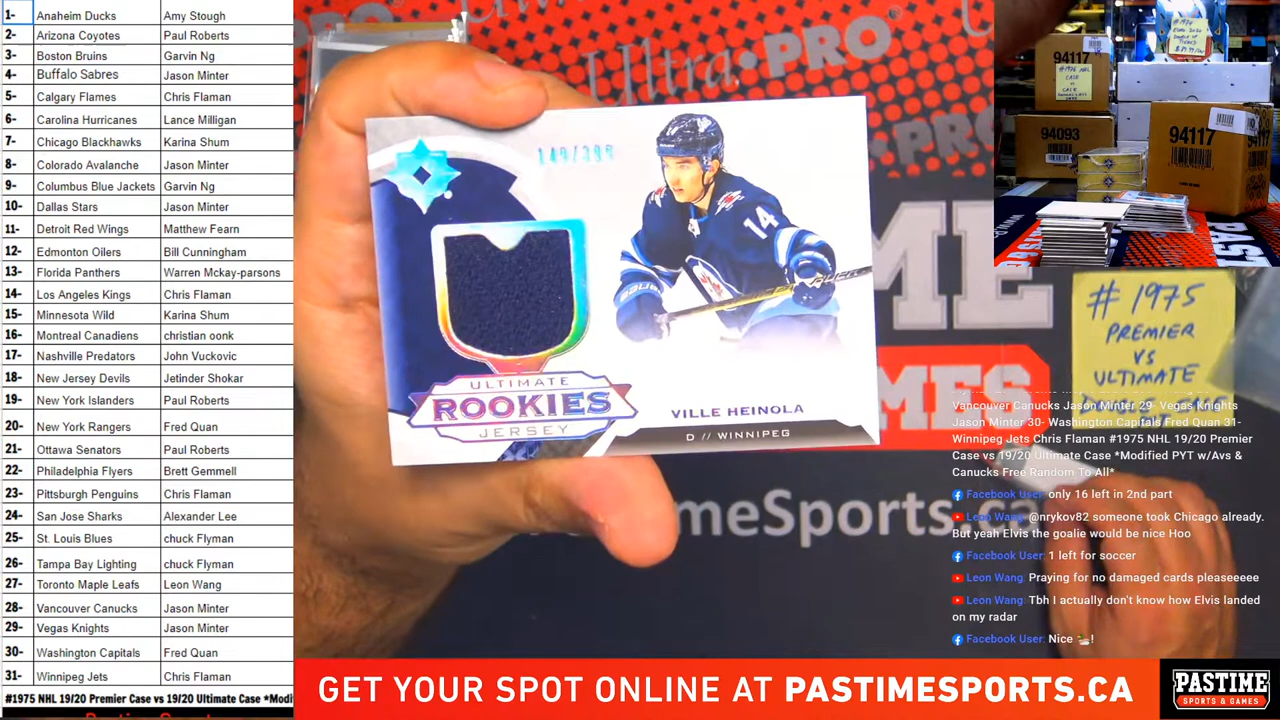 1- Anaheim Ducks Amy Stough
2- Arizona Coyotes Paul Roberts
3- Boston Bruins Garvin Ng
4- Buffalo Sabres Jason Minter
5- Calgary Flames Chris Flaman
6- Carolina Hurricanes Lance Milligan
7- Chicago Blackhawks Karina Shum
8- Colorado Avalanche Jason Minter
9- Columbus Blue Jackets Garvin Ng
10- Dallas Stars Jason Minter
11- Detroit Red Wings Matthew Fearn
12- Edmonton Oilers Bill Cunningham
13- Florida Panthers Warren Mckay-parsons
14- Los Angeles Kings Chris Flaman
15- Minnesota Wild Karina Shum
16- Montreal Canadiens christian oonk
17- Nashville Predators John Vuckovic
18- New Jersey Devils Jetinder Shokar
19- New York Islanders Paul Roberts
20- New York Rangers Fred Quan
21- Ottawa Senators Paul Roberts
22- Philadelphia Flyers Brett Gemmell
23- Pittsburgh Penguins Chris Flaman
24- San Jose Sharks Alexander Lee
25- St. Louis Blues chuck Flyman
26- Tampa Bay Lighting chuck Flyman
27- Toronto Maple Leafs Leon Wang
28- Vancouver Canucks Jason Minter
29- Vegas Knights Jason Minter
30- Washington Capitals Fred Quan
31- Winnipeg Jets Chris Flaman
#1975 NHL 19/20 Premier Case vs 19/20 Ultimate Case *Modi
Ultra PRO
PRO
149/399
14
ULTIMATE
ROOKIES
JERSEY
VILLE HEINOLA
D // WINNIPEG
ME
MES
meSports.ca
94117
94093
94117
#1975
PREMIER
VS
ULTIMATE
Vancouver Canucks Jason Minter 29- Vegas Knights
Jason Minter 30- Washington Capitals Fred Quan 31-
Winnipeg Jets Chris Flaman #1975 NHL 19/20 Premier
Case vs 19/20 Ultimate Case *Modified PYT w/Avs &
Canucks Free Random To All*
Facebook User: only 16 left in 2nd part
Leon Wang: @nrykov82 someone took Chicago already.
But yeah Elvis the goalie would be nice Hoo
Facebook User: 1 left for soccer
Leon Wang: Praying for no damaged cards pleaseeeee
Leon Wang: Tbh I actually don't know how Elvis landed
on my radar
Facebook User: Nice !
GET YOUR SPOT ONLINE AT PASTIMESPORTS.CA
PASTIME
SPORTS & GAMES